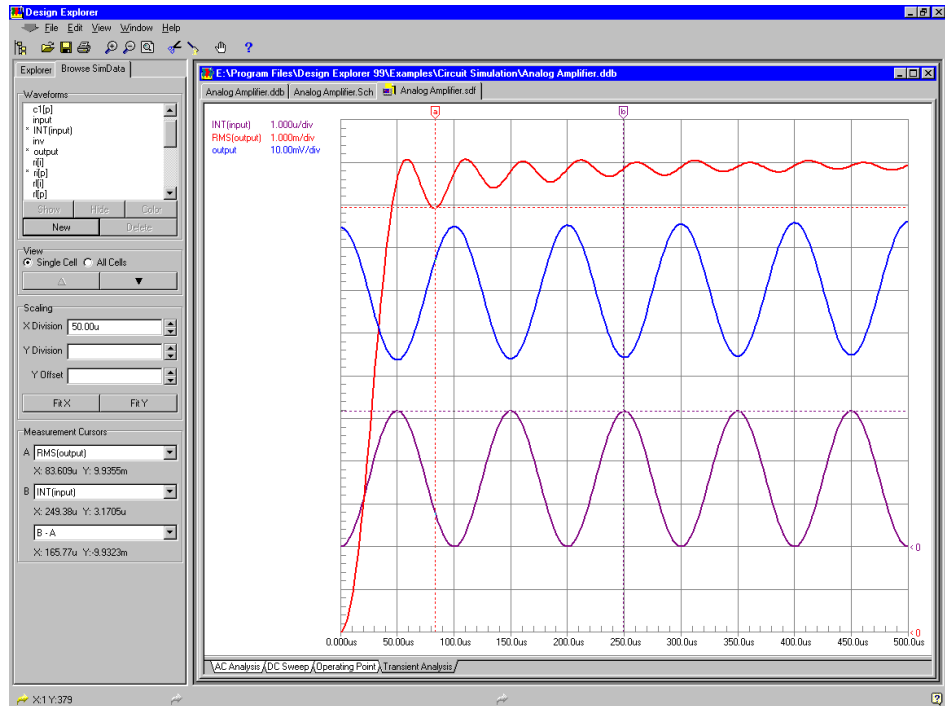 Design Explorer
File Edit View Window Help
Explorer Browse SimData
E:\Program Files\Design Explorer 99\Examples\Circuit Simulation\Analog Amplifier.ddb
Analog Amplifier.ddb Analog Amplifier.Sch Analog Amplifier.sdf
Waveforms
c1[p]
input
* INT(input)
inv
* output
ri[i]
* ri[p]
rl[i]
rl[p]
Show Hide Color
New Delete
View
Single Cell All Cells
Scaling
X Division 50.00u
Y Division
Y Offset
Fit X Fit Y
Measurement Cursors
A RMS(output)
X: 83.609u Y: 9.9355m
B INT(input)
X: 249.38u Y: 3.1705u
B - A
X: 165.77u Y:-9.9323m
INT(input) 1.000u/div
RMS(output) 1.000m/div
output 10.00mV/div
a b
<0
<0
0.000us 50.00us 100.0us 150.0us 200.0us 250.0us 300.0us 350.0us 400.0us 450.0us 500.0us
AC Analysis DC Sweep Operating Point Transient Analysis
X:1 Y:379